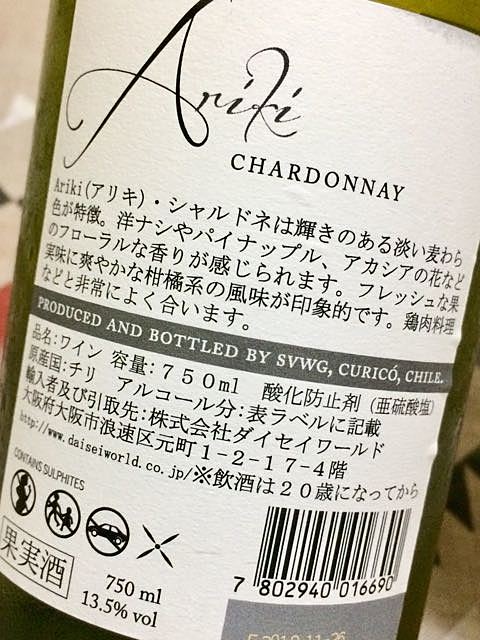 Ariki
CHARDONNAY
Ariki(アリキ)・シャルドネは輝きのある淡い麦わら
色が特徴。洋ナシやパイナップル、アカシアの花など
のフローラルな香りが感じられます。フレッシュな果
実味に爽やかな柑橘系の風味が印象的です。鶏肉料理
などと非常によく合います。
PRODUCED AND BOTTLED BY SVWG, CURICÓ, CHILE.
品名:ワイン 容量:750ml 酸化防止剤(亜硫酸塩)
原産国:チリ アルコール分:表ラベルに記載
輸入者及び引取先:株式会社ダイセイワールド
大阪府大阪市浪速区元町1-2-17-4階
http://www.daiseiworld.co.jp/※飲酒は20歳になってから
CONTAINS SULPHITES
果実酒
750 ml
13.5% vol
7 802940 016690